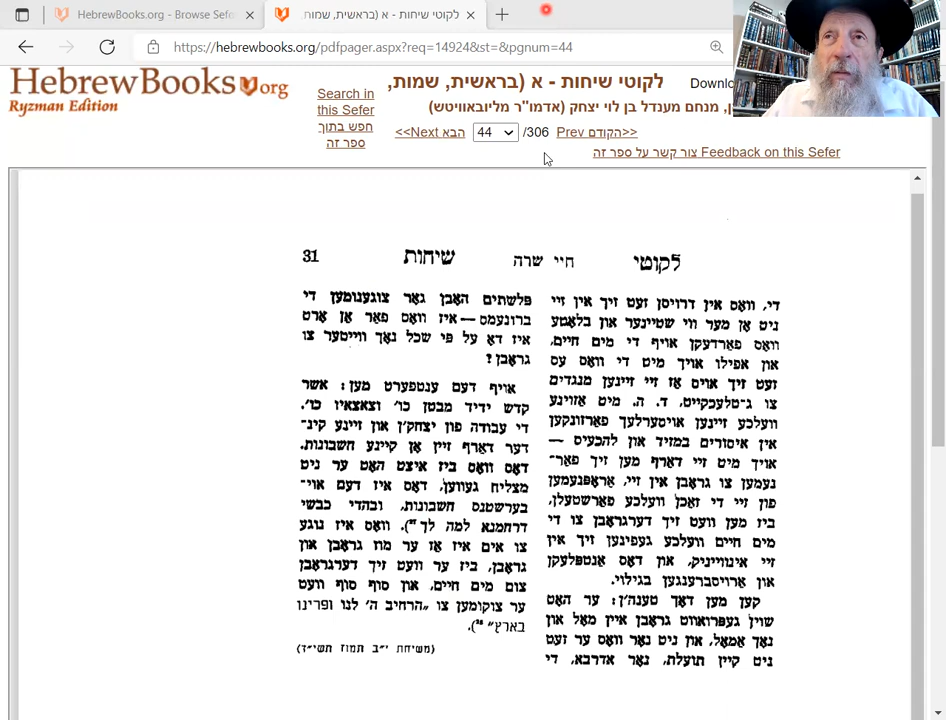 HebrewBooks.org - Browse Sefe
לקוטי שיחות - א (בראשית, שמות,
https://hebrewbooks.org/pdfpager.aspx?req=14924&st=&pgnum=44
HebrewBooks.org
Ryzman Edition
Search in
this Sefer
חפש בתוך
ספר זה
לקוטי שיחות - א (בראשית, שמות,
Downlo
מנחם מענדל בן לוי יצחק (אדמו"ר מליובאוויטש)
<<Next הבא 44 /306 Prev הקודם>>
צור קשר על ספר זה Feedback on this Sefer
לקוטי חיי שרה שיחות 31
די, וואס אין דרויסן זעט זיך אין זיי
ניט אן מער ווי שטיינער און בלאטע
וואס פארדעקן אויף די מים חיים,
און אפילו אויך מיט די וואס עס
זעט זיך אויס אז זיי זיינען מנגדים
צו ג־טלעכקייט, ד. ה. מיט אזוינע
וועלכע זיינען אויסערלעך פארזונקען
אין איסורים במזיד און להכעיס —
אויך מיט זיי דארף מען זיך פאר־
נעמען צו גראבן אין זיי, אראפנעמען
פון זיי די זאכן וועלכע פארשטעלן,
ביז מען וועט זיך דערגראבן צו די
מים חיים וועלכע געפינען זיך אין
זיי אינווייניק, און דאס אנטפלעקן
און ארויסברענגען בגילוי.
קען מען דאך טענה'ן: ער האט
שוין געפרואווט גראבן איין מאל און
נאך אמאל, און ניט נאר וואס ער זעט
ניט קיין תועלת, נאר אדרבא, די
פלשתים האבן גאר צוגענומען די
ברונעמס — איז וואס פאר אן ארט
איז דא על פי שכל נאך ווייטער צו
גראבן?
אויף דעם ענטפערט מען: אשר
קדש ידיד מבטן כו' וצאצאיו כו'.
די עבודה פון יצחק'ן און זיינע קינ־
דער דארף זיין אן קיינע חשבונות.
דאס וואס ביז איצט האט ער ניט
מצליח געווען, דאס איז דעם אוי־
בערשטנס חשבונות, ובהדי כבשי
דרחמנא למה לך). וואס איז נוגע
צו אים איז אז ער מוז גראבן און
גראבן, ביז ער וועט זיך דערגראבן
צום מים חיים, און סוף סוף וועט
ער צוקומען צו „הרחיב ה' לנו ופרינו
בארץ").
(משיחת י״ב תמוז תשי״ד)